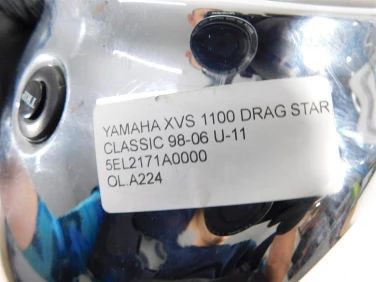 YAMAHA XVS 1100 DRAG STAR
CLASSIC 98-06 U-11
5EL2171A0000
OL.A224